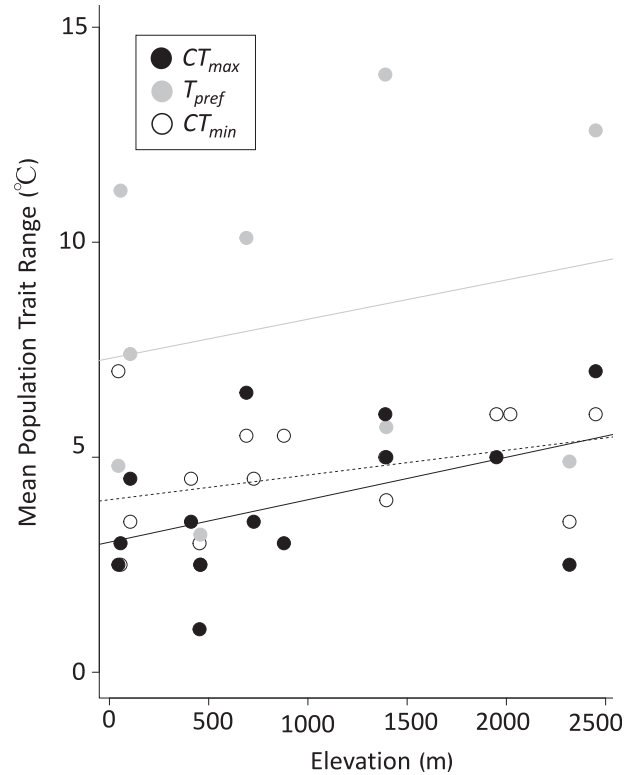 15
CTmax
Tpref
CTmin
10
Mean Population Trait Range (°C)
5
0
0 500 1000 1500 2000 2500
Elevation (m)